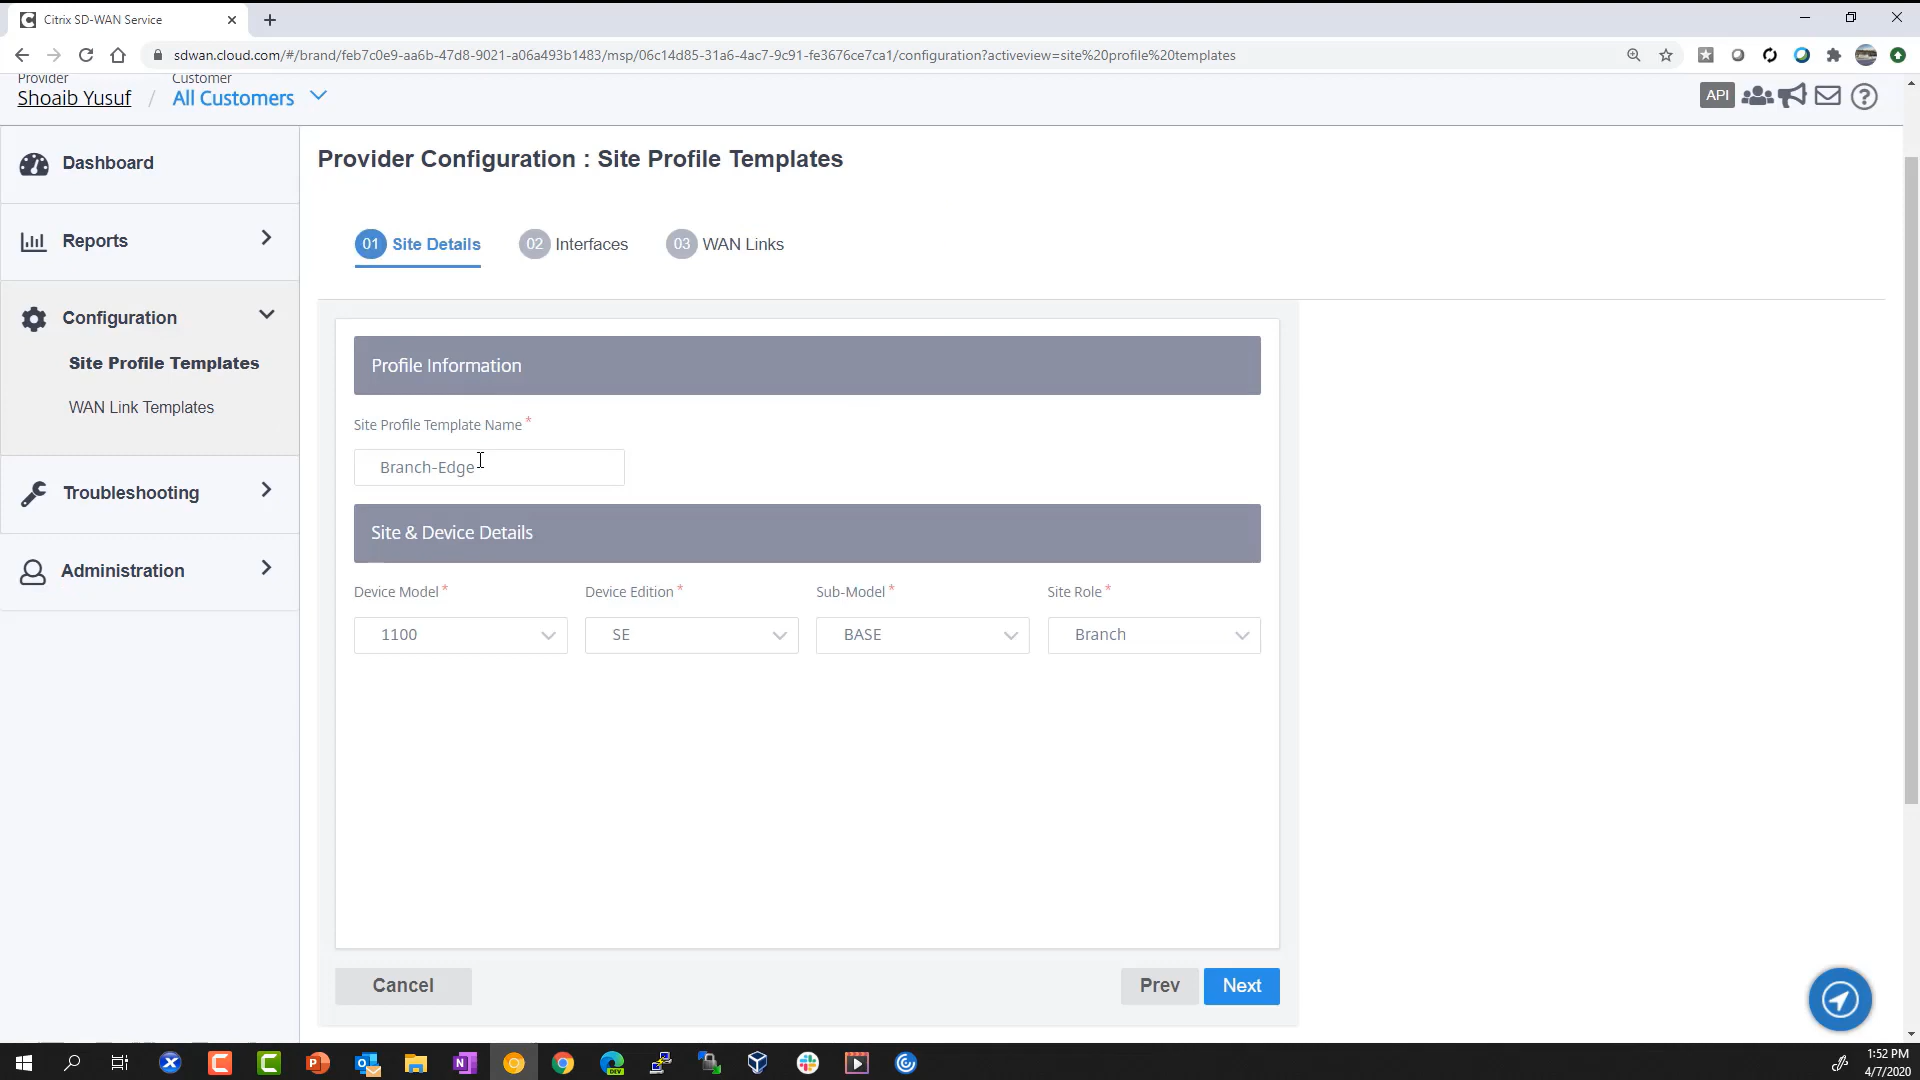 Citrix SD-WAN Service
sdwan.cloud.com/#/brand/feb7c0e9-aa6b-47d8-9021-a06a493b1483/msp/06c14d85-31a6-4ac7-9c91-fe3676ce7ca1/configuration?activeview=site%20profile%20templates
Provider Customer
Shoaib Yusuf / All Customers
API
Dashboard
Reports
Configuration
Site Profile Templates
WAN Link Templates
Troubleshooting
Administration
Provider Configuration : Site Profile Templates
01 Site Details 02 Interfaces 03 WAN Links
Profile Information
Site Profile Template Name *
Branch-Edge
Site & Device Details
Device Model * Device Edition * Sub-Model * Site Role *
1100 SE BASE Branch
Cancel Prev Next
1:52 PM
4/7/2020